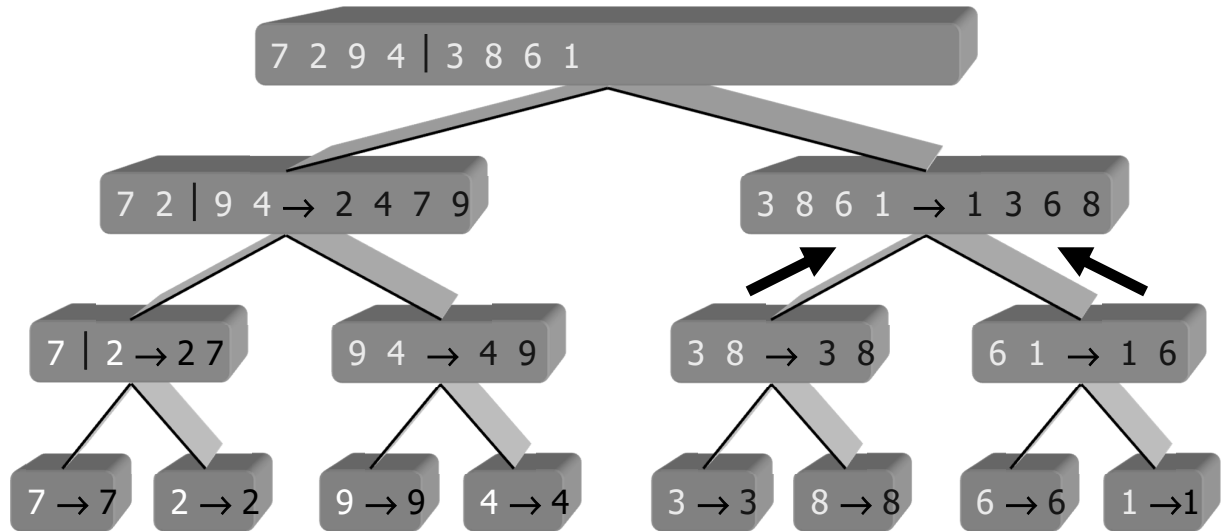 7 2 9 4 | 3 8 6 1
7 2 | 9 4 → 2 4 7 9
3 8 6 1 → 1 3 6 8
7 | 2 → 2 7
9 4 → 4 9
3 8 → 3 8
6 1 → 1 6
7 → 7
2 → 2
9 → 9
4 → 4
3 → 3
8 → 8
6 → 6
1 → 1